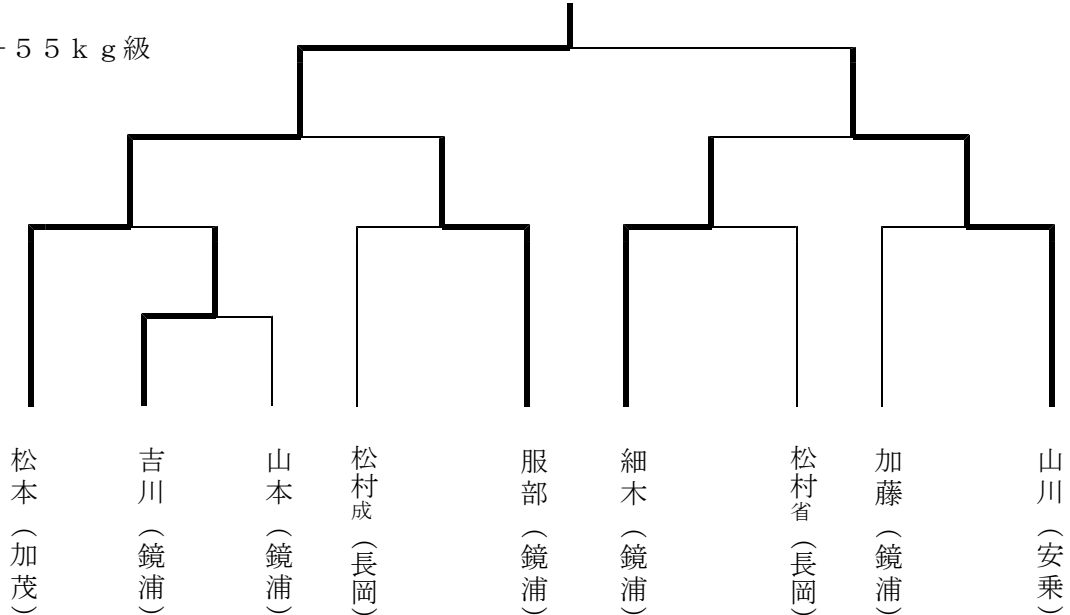 -５５ｋｇ級
松本（加茂）
吉川（鏡浦）
山本（鏡浦）
松村成（長岡）
服部（鏡浦）
細木（鏡浦）
松村省（長岡）
加藤（鏡浦）
山川（安乗）